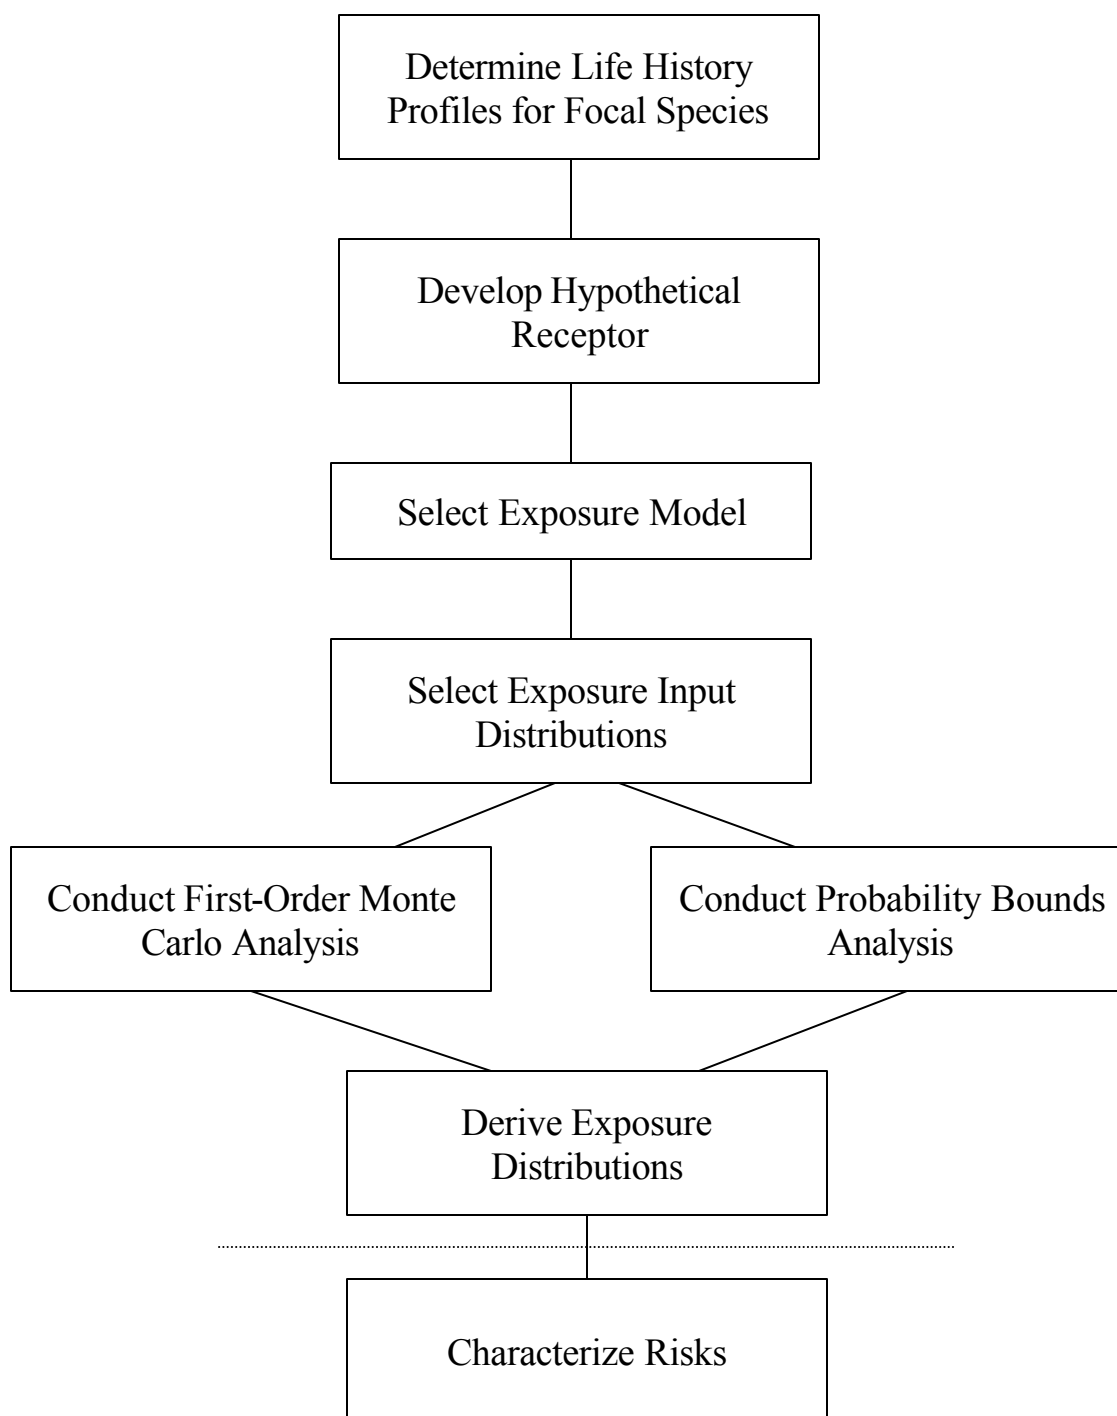 Determine Life History
Profiles for Focal Species
Develop Hypothetical
Receptor
Select Exposure Model
Select Exposure Input
Distributions
Conduct First-Order Monte
Carlo Analysis
Conduct Probability Bounds
Analysis
Derive Exposure
Distributions
Characterize Risks